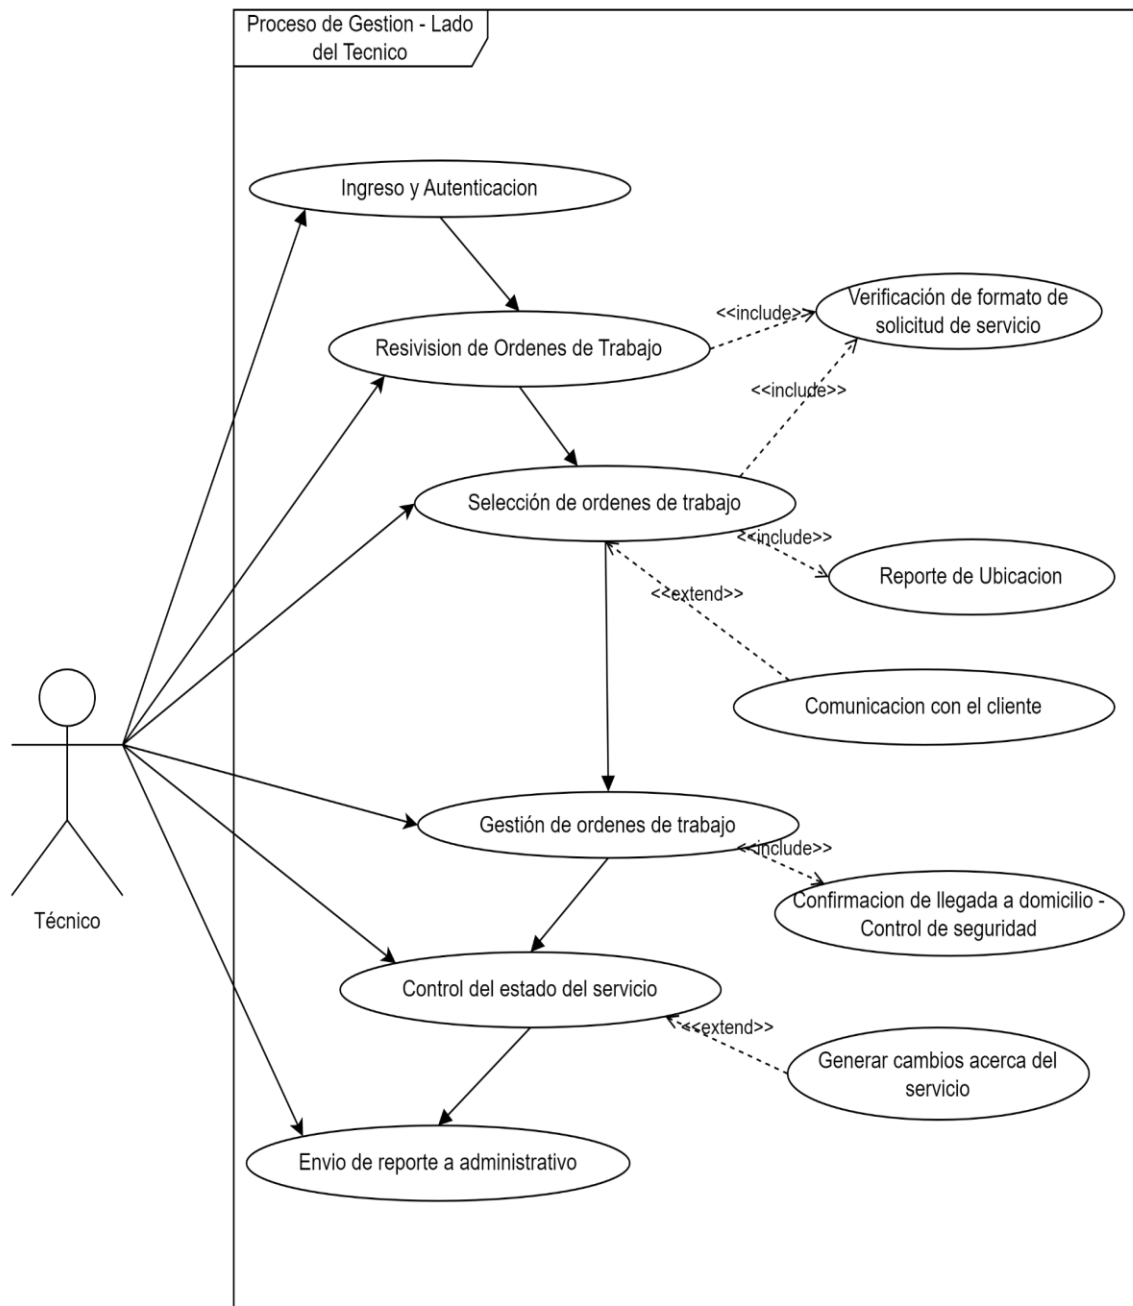 Proceso de Gestion - Lado
del Tecnico
Ingreso y Autenticacion
Resivision de Ordenes de Trabajo
<<include>>
Verificación de formato de
solicitud de servicio
<<include>>
Selección de ordenes de trabajo
<<include>>
Reporte de Ubicacion
<<extend>>
Comunicacion con el cliente
Gestión de ordenes de trabajo
<<include>>
Confirmacion de llegada a domicilio -
Control de seguridad
Técnico
Control del estado del servicio
<<extend>>
Generar cambios acerca del
servicio
Envio de reporte a administrativo